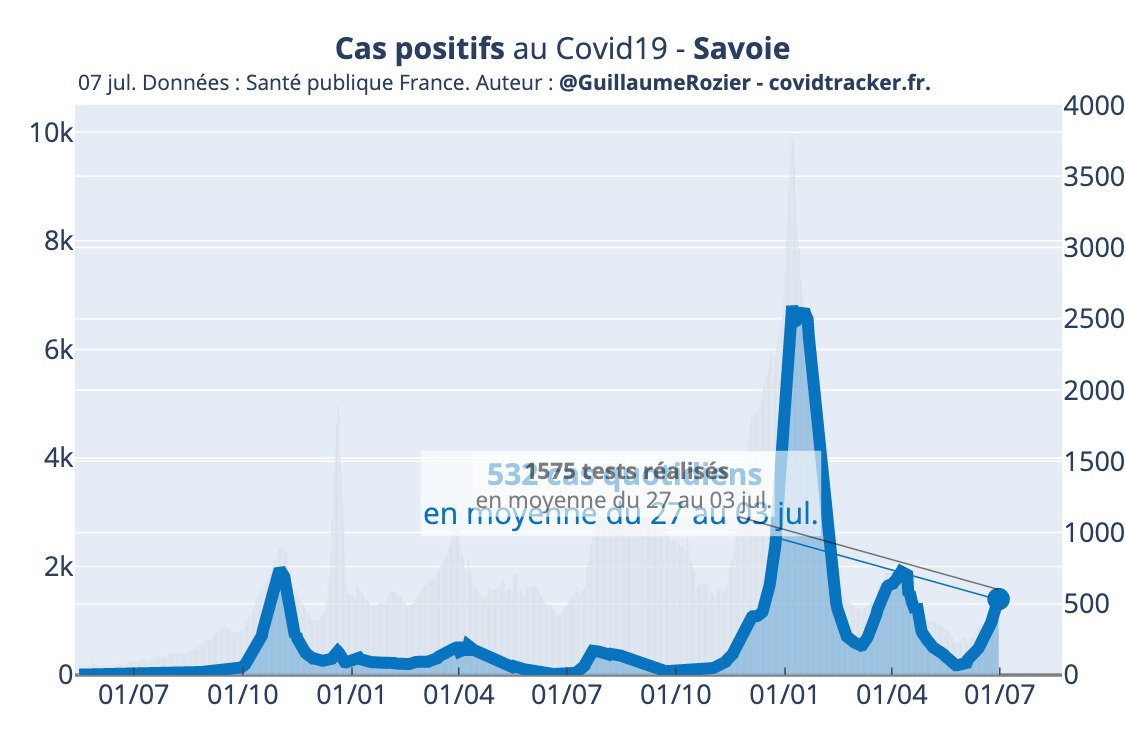 Cas positifs au Covid19 - Savoie
07 jul. Données : Santé publique France. Auteur : @GuillaumeRozier - covidtracker.fr.
4000
10k
3500
8k
3000
2500
6k
2000
4k
1500
532 cas quotidiens
en moyenne du 27 au 03 jul.
1575 tests réalisés
en moyenne du 27 au 03 jul.
1000
2k
500
0
0
01/07 01/10 01/01 01/04 01/07 01/10 01/01 01/04 01/07